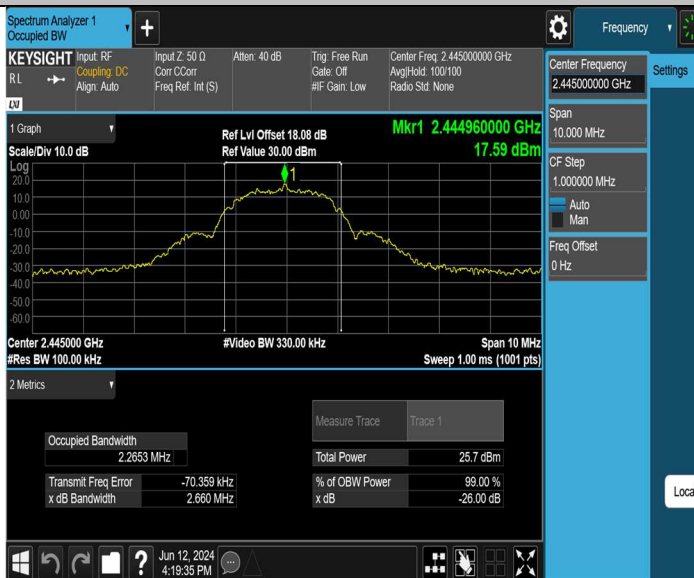 Spectrum Analyzer 1
Occupied BW
+
Frequency
KEYSIGHT
RL
LXI
Input: RF
Coupling: DC
Align: Auto
Input Z: 50 Ω
Corr CCorr
Freq Ref: Int (S)
Atten: 40 dB
Trig: Free Run
Gate: Off
#IF Gain: Low
Center Freq: 2.445000000 GHz
Avg|Hold: 100/100
Radio Std: None
Center Frequency
2.445000000 GHz
Settings
Span
10.000 MHz
CF Step
1.000000 MHz
Auto
Man
Freq Offset
0 Hz
1 Graph
Scale/Div 10.0 dB
Ref Lvl Offset 18.08 dB
Ref Value 30.00 dBm
Mkr1 2.444960000 GHz
17.59 dBm
Log
20.0
10.0
0.00
-10.0
-20.0
-30.0
-40.0
-50.0
-60.0
1
Center 2.445000 GHz
#Res BW 100.00 kHz
#Video BW 330.00 kHz
Span 10 MHz
Sweep 1.00 ms (1001 pts)
2 Metrics
Measure Trace
Trace 1
Occupied Bandwidth
2.2653 MHz
Total Power
25.7 dBm
Transmit Freq Error
-70.359 kHz
% of OBW Power
99.00 %
x dB Bandwidth
2.660 MHz
x dB
-26.00 dB
Loca
?
Jun 12, 2024
4:19:35 PM